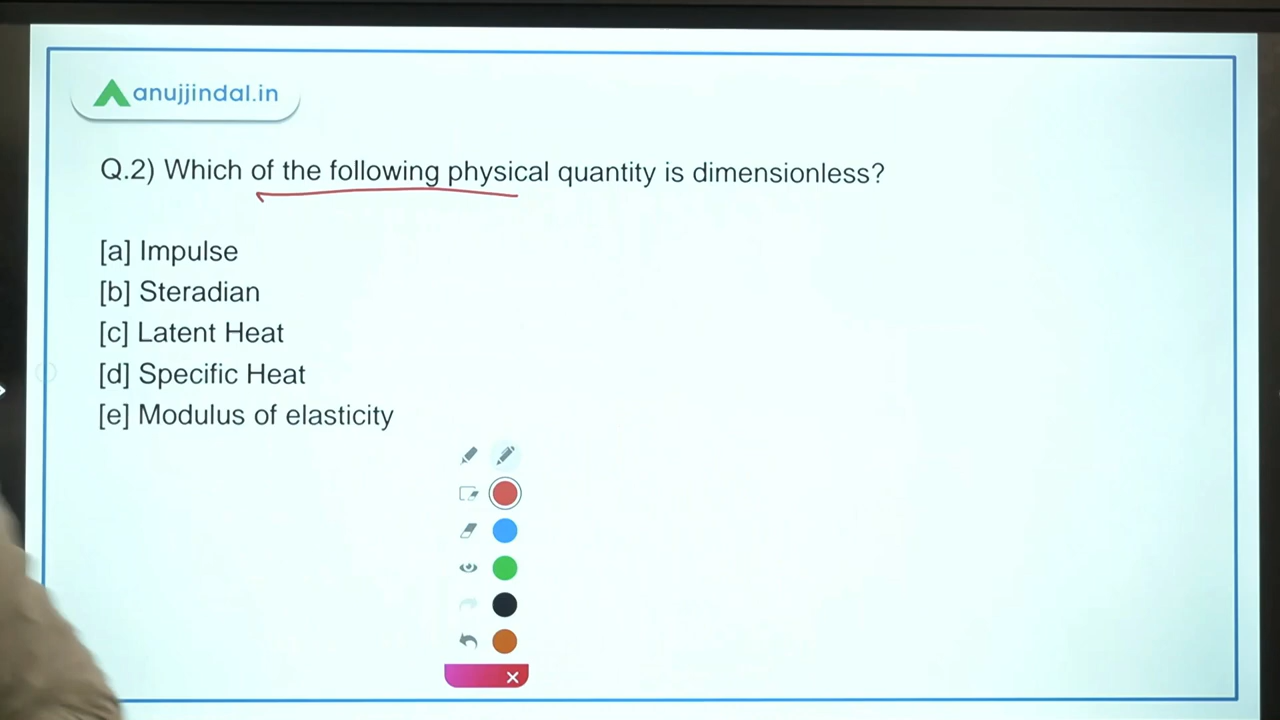 anujjindal.in
Q.2) Which of the following physical quantity is dimensionless?
[a] Impulse
[b] Steradian
[c] Latent Heat
[d] Specific Heat
[e] Modulus of elasticity